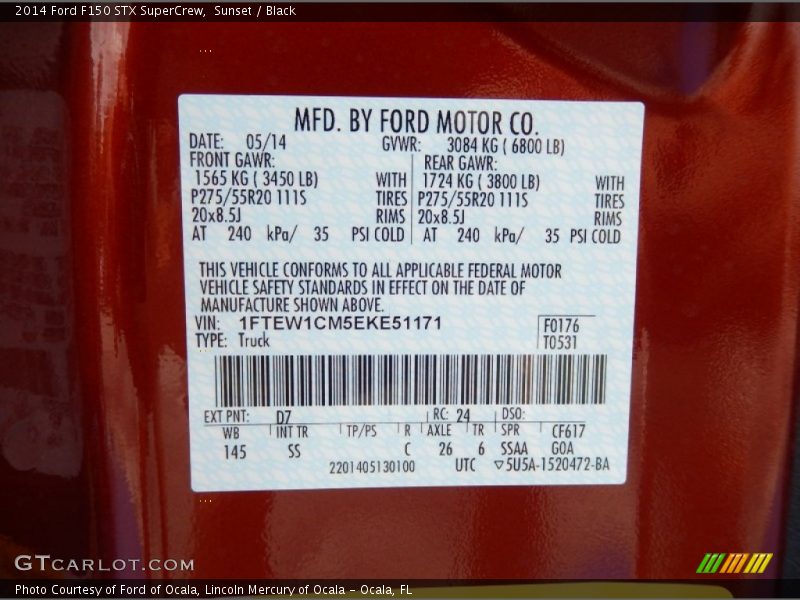 2014 Ford F150 STX SuperCrew, Sunset / Black
MFD. BY FORD MOTOR CO.
DATE: 05/14 GVWR: 3084 KG ( 6800 LB)
FRONT GAWR: REAR GAWR:
1565 KG ( 3450 LB) WITH 1724 KG ( 3800 LB) WITH
P275/55R20 111S TIRES P275/55R20 111S TIRES
20x8.5J RIMS 20x8.5J RIMS
AT 240 kPa/ 35 PSI COLD AT 240 kPa/ 35 PSI COLD
THIS VEHICLE CONFORMS TO ALL APPLICABLE FEDERAL MOTOR
VEHICLE SAFETY STANDARDS IN EFFECT ON THE DATE OF
MANUFACTURE SHOWN ABOVE.
VIN: 1FTEW1CM5EKE51171 F0176
TYPE: Truck T0531
EXT PNT: D7 RC: 24 DSO:
WB INT TR TP/PS R AXLE TR SPR CF617
145 SS C 26 6 SSAA GOA
2201405130100 UTC ▽5U5A-1520472-BA
GTCARLOT.COM
Photo Courtesy of Ford of Ocala, Lincoln Mercury of Ocala - Ocala, FL